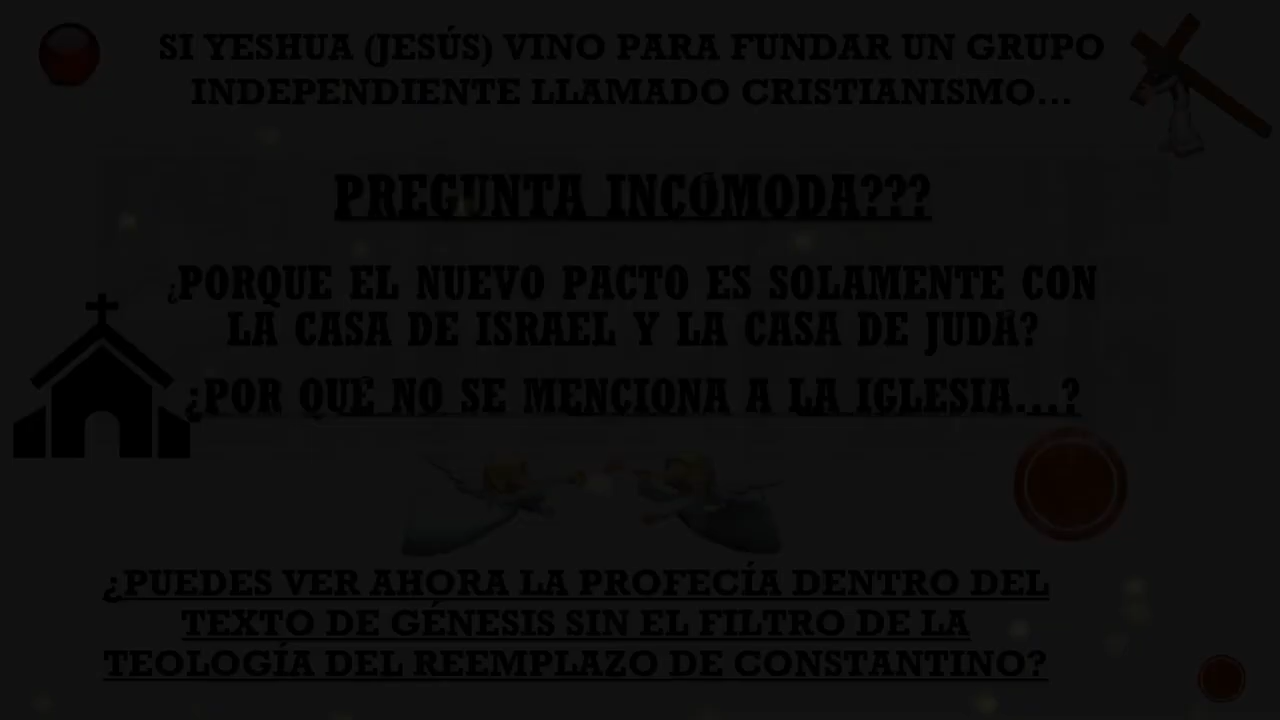 SI YESHUA (JESÚS) VINO PARA FUNDAR UN GRUPO
INDEPENDIENTE LLAMADO CRISTIANISMO...
PREGUNTA INCÓMODA???
¿PORQUE EL NUEVO PACTO ES SOLAMENTE CON
LA CASA DE ISRAEL Y LA CASA DE JUDÁ?
¿POR QUÉ NO SE MENCIONA A LA IGLESIA...?
¿PUEDES VER AHORA LA PROFECÍA DENTRO DEL
TEXTO DE GÉNESIS SIN EL FILTRO DE LA
TEOLOGÍA DEL REEMPLAZO DE CONSTANTINO?